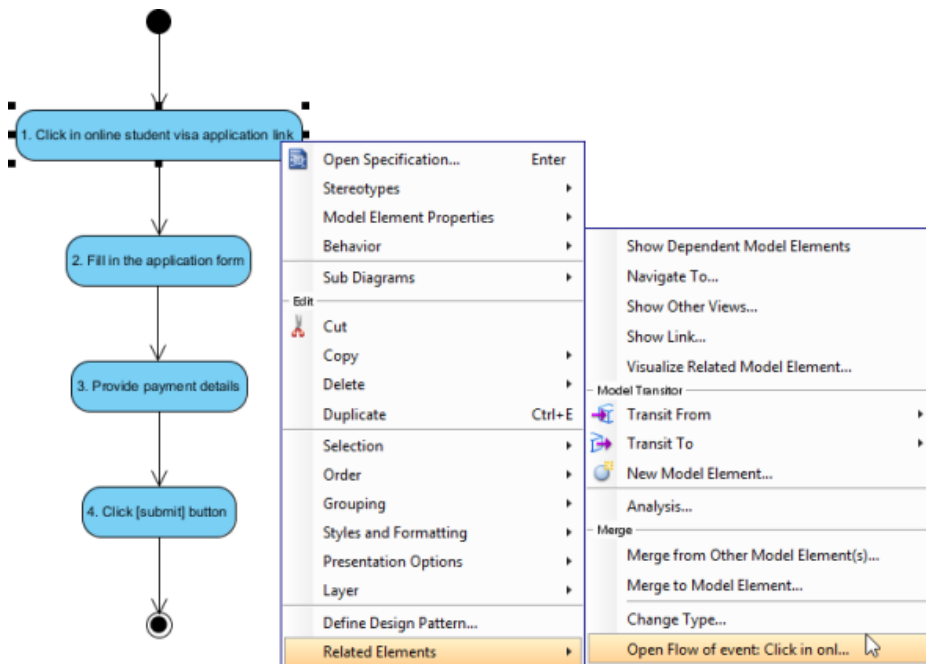 1. Click in online student visa application link
2. Fill in the application form
3. Provide payment details
4. Click [submit] button
Open Specification... Enter
Stereotypes
Model Element Properties
Behavior
Sub Diagrams
Edit
Cut
Copy
Delete
Duplicate Ctrl+E
Selection
Order
Grouping
Styles and Formatting
Presentation Options
Layer
Define Design Pattern...
Related Elements
Show Dependent Model Elements
Navigate To...
Show Other Views...
Show Link...
Visualize Related Model Element...
Model Transitor
Transit From
Transit To
New Model Element...
Analysis...
Merge
Merge from Other Model Element(s)...
Merge to Model Element...
Change Type...
Open Flow of event: Click in onl...